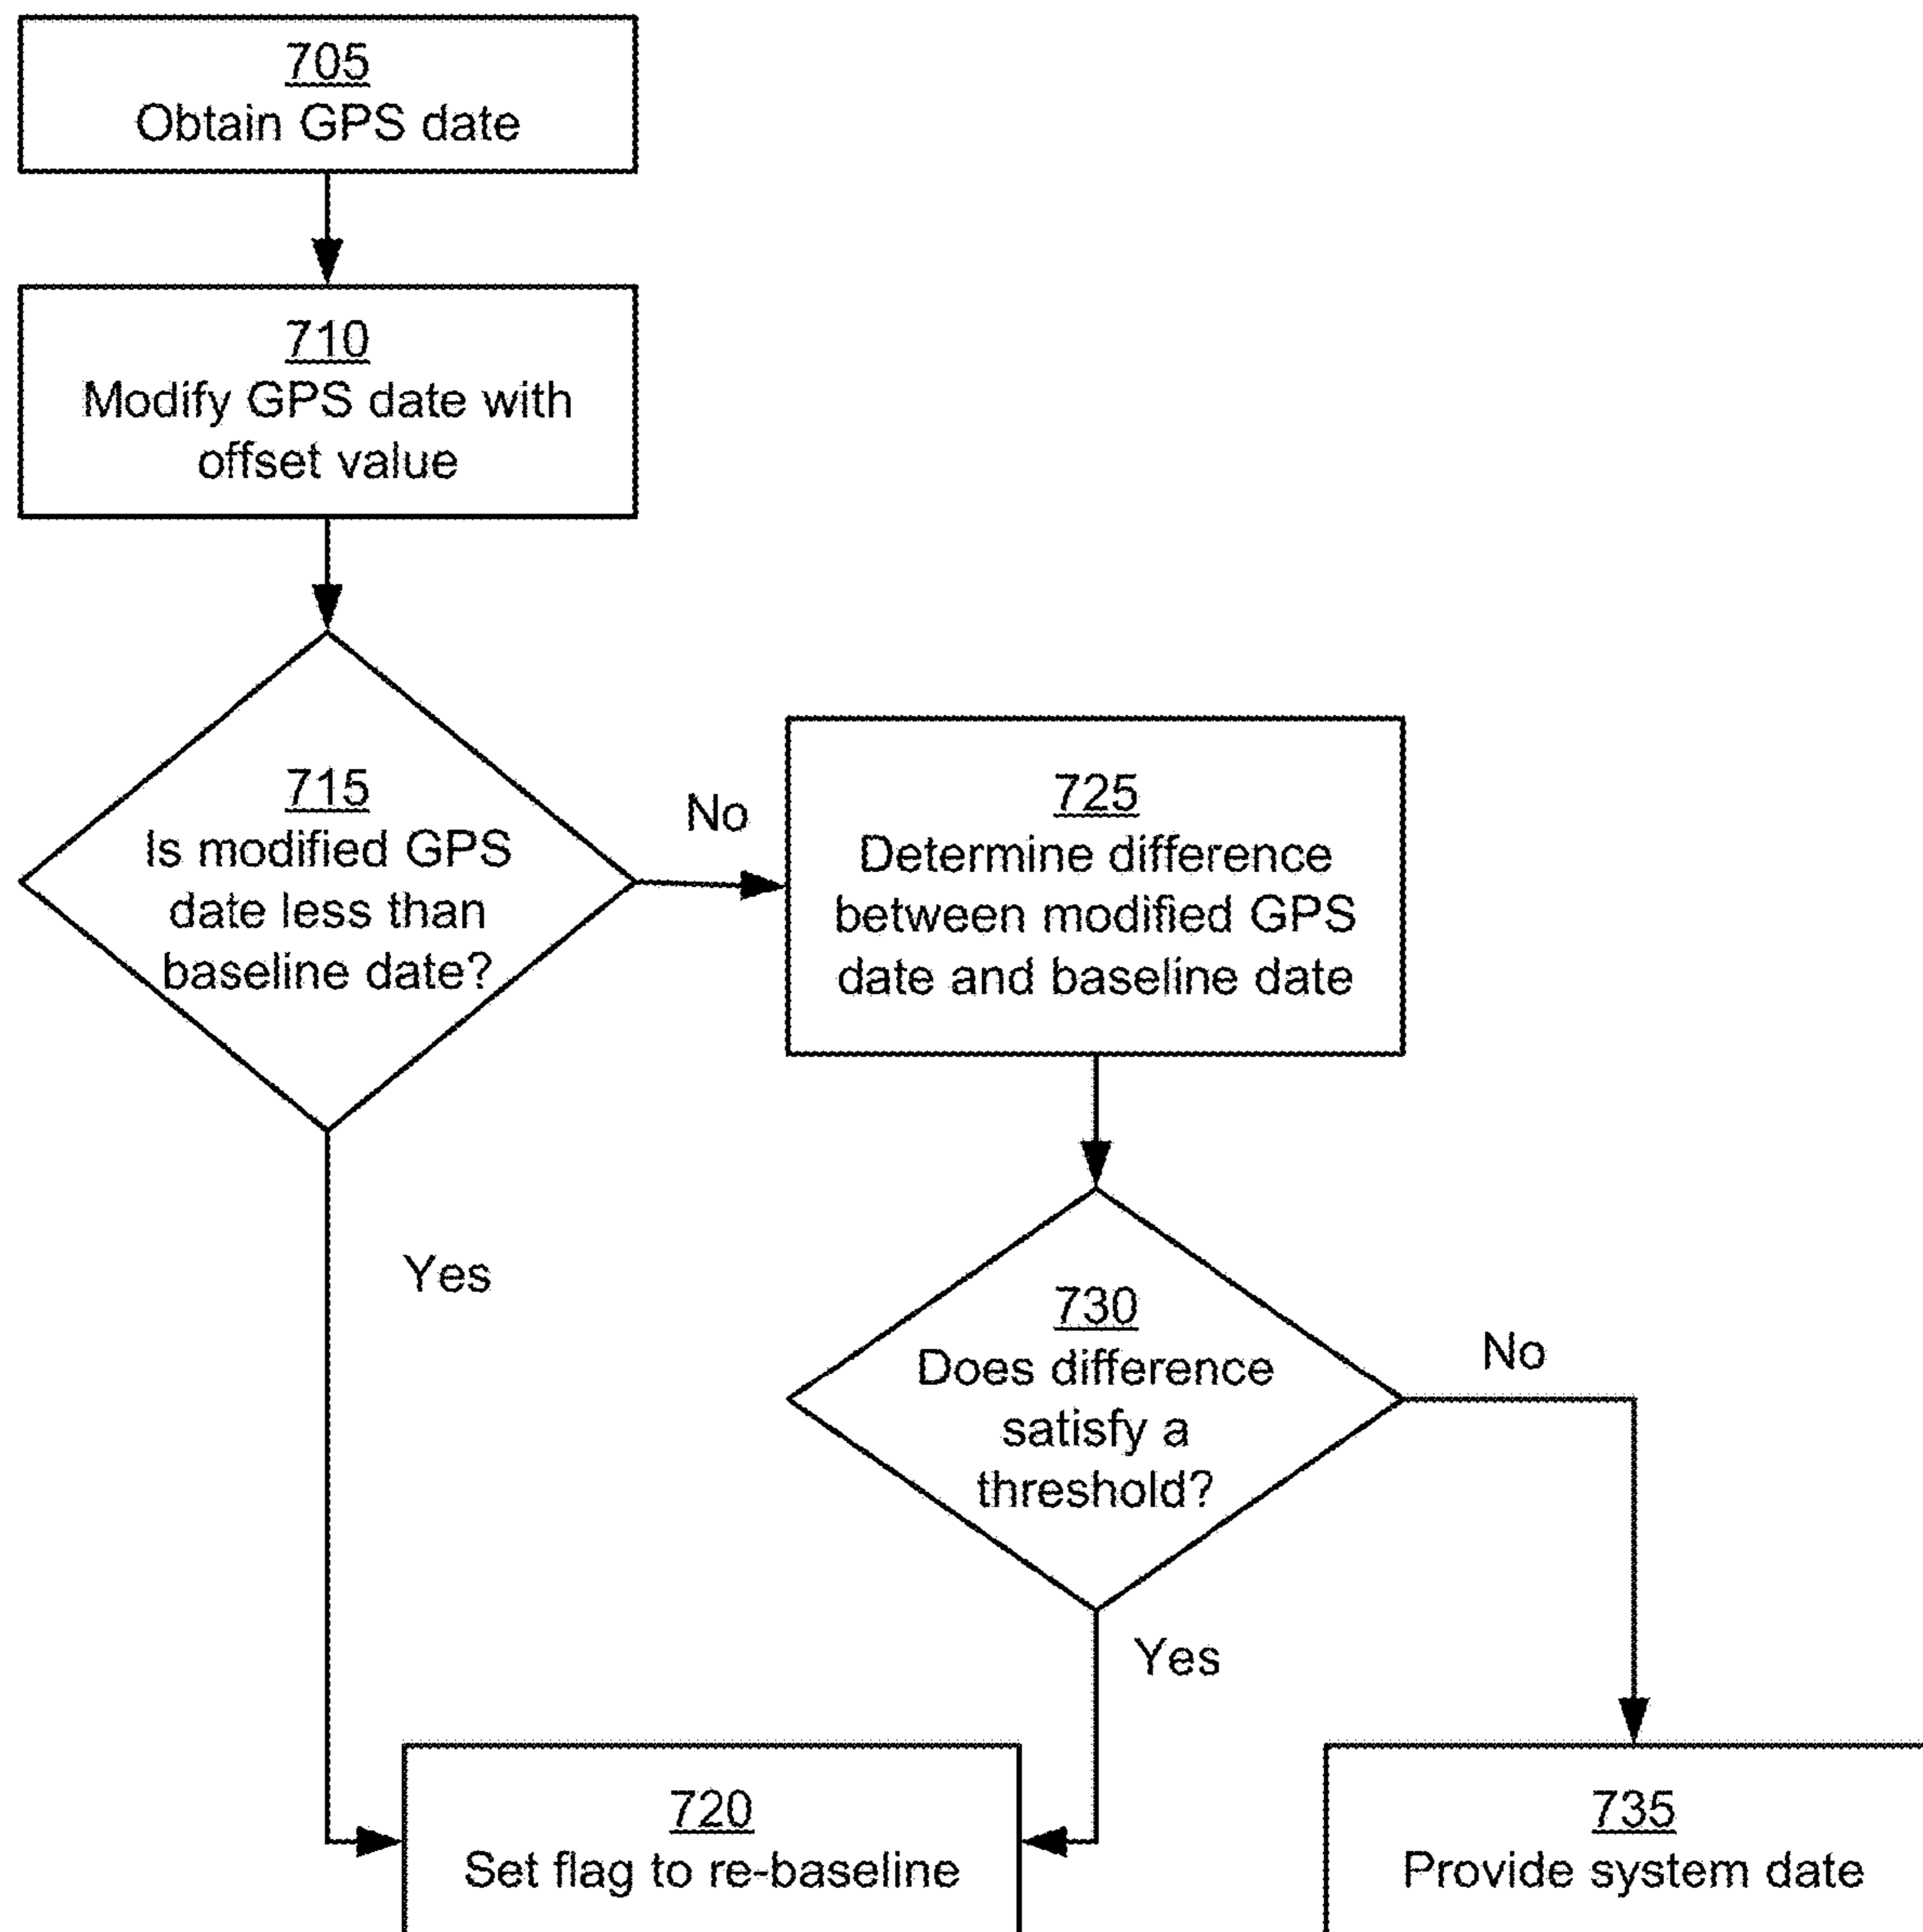 705
Obtain GPS date
710
Modify GPS date with
offset value
715
Is modified GPS
date less than
baseline date?
No
725
Determine difference
between modified GPS
date and baseline date
Yes
730
Does difference
satisfy a
threshold?
No
Yes
720
Set flag to re-baseline
735
Provide system date